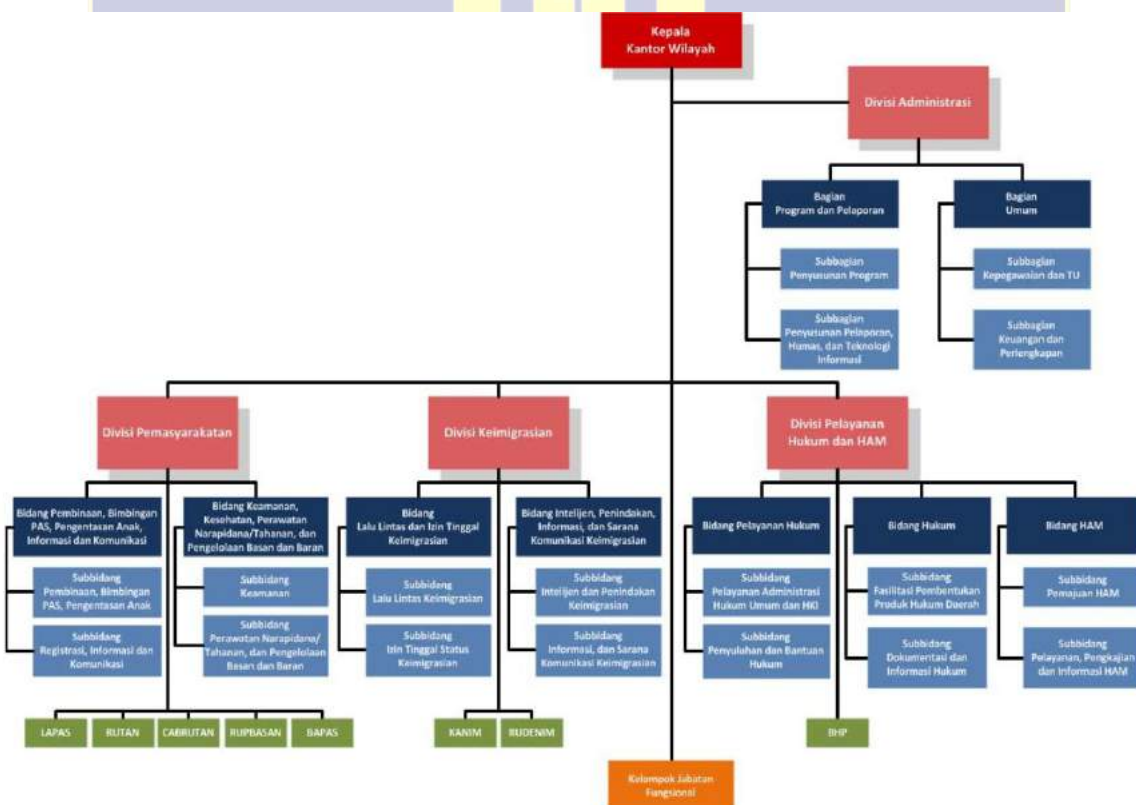 Kepala
Kantor Wilayah
Divisi Administrasi
Bagian
Program dan Pelaporan
Bagian
Umum
Subbagian
Penyusunan Program
Subbagian
Kepegawaian dan TU
Subbagian
Penyusunan Pelaporan,
Humas, dan Teknologi
Informasi
Subbagian
Keuangan dan
Perlengkapan
Divisi Pemasyarakatan
Divisi Keimigrasian
Divisi Pelayanan
Hukum dan HAM
Bidang Pembinaan, Bimbingan
PAS, Pengentasan Anak,
Informasi dan Komunikasi
Bidang Keamanan,
Kesehatan, Perawatan
Narapidana/Tahanan, dan
Pengelolaan Basan dan Baran
Bidang
Lalu Lintas dan Izin Tinggal
Keimigrasian
Bidang Intelijen, Penindakan,
Informasi, dan Sarana
Komunikasi Keimigrasian
Bidang Pelayanan Hukum
Bidang Hukum
Bidang HAM
Subbidang
Pembinaan, Bimbingan
PAS, Pengentasan Anak
Subbidang
Keamanan
Subbidang
Lalu Lintas Keimigrasian
Subbidang
Intelijen dan Penindakan
Keimigrasian
Subbidang
Pelayanan Administrasi
Hukum Umum dan HKI
Subbidang
Fasilitasi Pembentukan
Produk Hukum Daerah
Subbidang
Pemajuan HAM
Subbidang
Registrasi, Informasi dan
Komunikasi
Subbidang
Perawatan Narapidana/
Tahanan, dan Pengelolaan
Basan dan Baran
Subbidang
Izin Tinggal Status
Keimigrasian
Subbidang
Informasi, dan Sarana
Komunikasi Keimigrasian
Subbidang
Penyuluhan dan Bantuan
Hukum
Subbidang
Dokumentasi dan
Informasi Hukum
Subbidang
Pelayanan, Pengkajian
dan Informasi HAM
LAPAS
RUTAN
CABRUTAN
RUPBASAN
BAPAS
KANIM
RUDENIM
BHP
Kelompok Jabatan
Fungsional